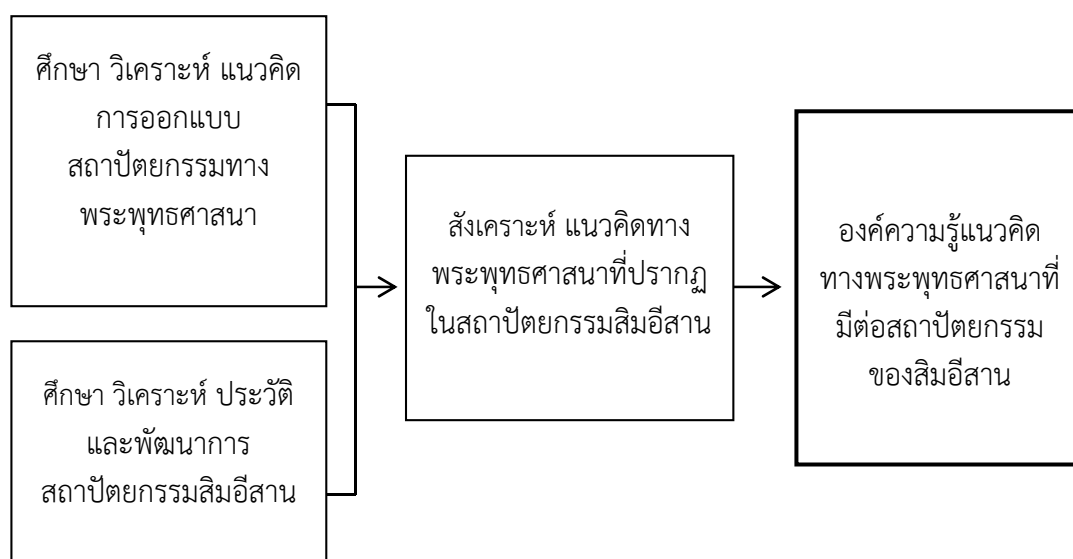 ศึกษา วิเคราะห์ แนวคิด
การออกแบบ
สถาปัตยกรรมทาง
พระพุทธศาสนา
ศึกษา วิเคราะห์ ประวัติ
และพัฒนาการ
สถาปัตยกรรมสิมอีสาน
สังเคราะห์ แนวคิดทาง
พระพุทธศาสนาที่ปรากฏ
ในสถาปัตยกรรมสิมอีสาน
องค์ความรู้แนวคิด
ทางพระพุทธศาสนาที่
มีต่อสถาปัตยกรรม
ของสิมอีสาน